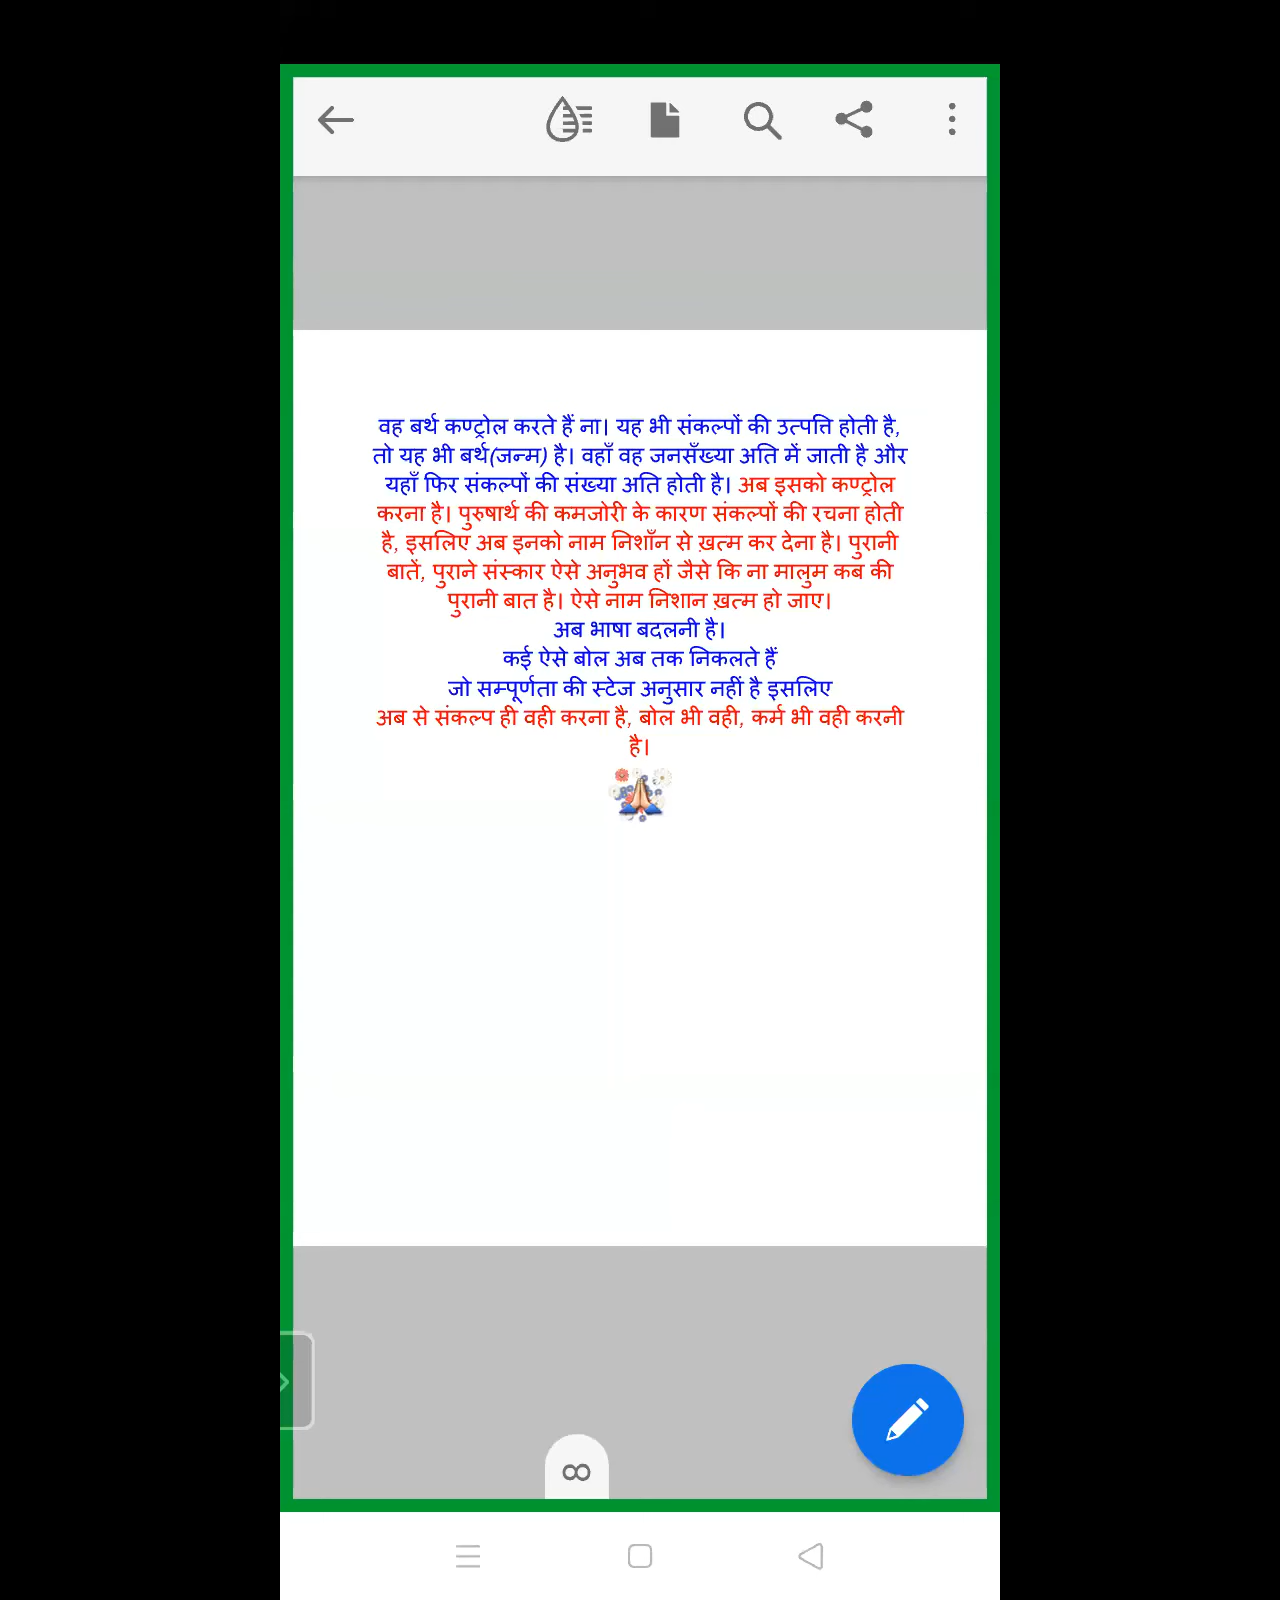 वह बर्थ कण्ट्रोल करते हैं ना। यह भी संकल्पों की उत्पत्ति होती है,
तो यह भी बर्थ(जन्म) है। वहाँ वह जनसँख्या अति में जाती है और
यहाँ फिर संकल्पों की संख्या अति होती है। अब इसको कण्ट्रोल
करना है। पुरुषार्थ की कमजोरी के कारण संकल्पों की रचना होती
है, इसलिए अब इनको नाम निशाँन से ख़त्म कर देना है। पुरानी
बातें, पुराने संस्कार ऐसे अनुभव हों जैसे कि ना मालुम कब की
पुरानी बात है। ऐसे नाम निशान ख़त्म हो जाए।
अब भाषा बदलनी है।
कई ऐसे बोल अब तक निकलते हैं
जो सम्पूर्णता की स्टेज अनुसार नहीं है इसलिए
अब से संकल्प ही वही करना है, बोल भी वही, कर्म भी वही करनी
है।